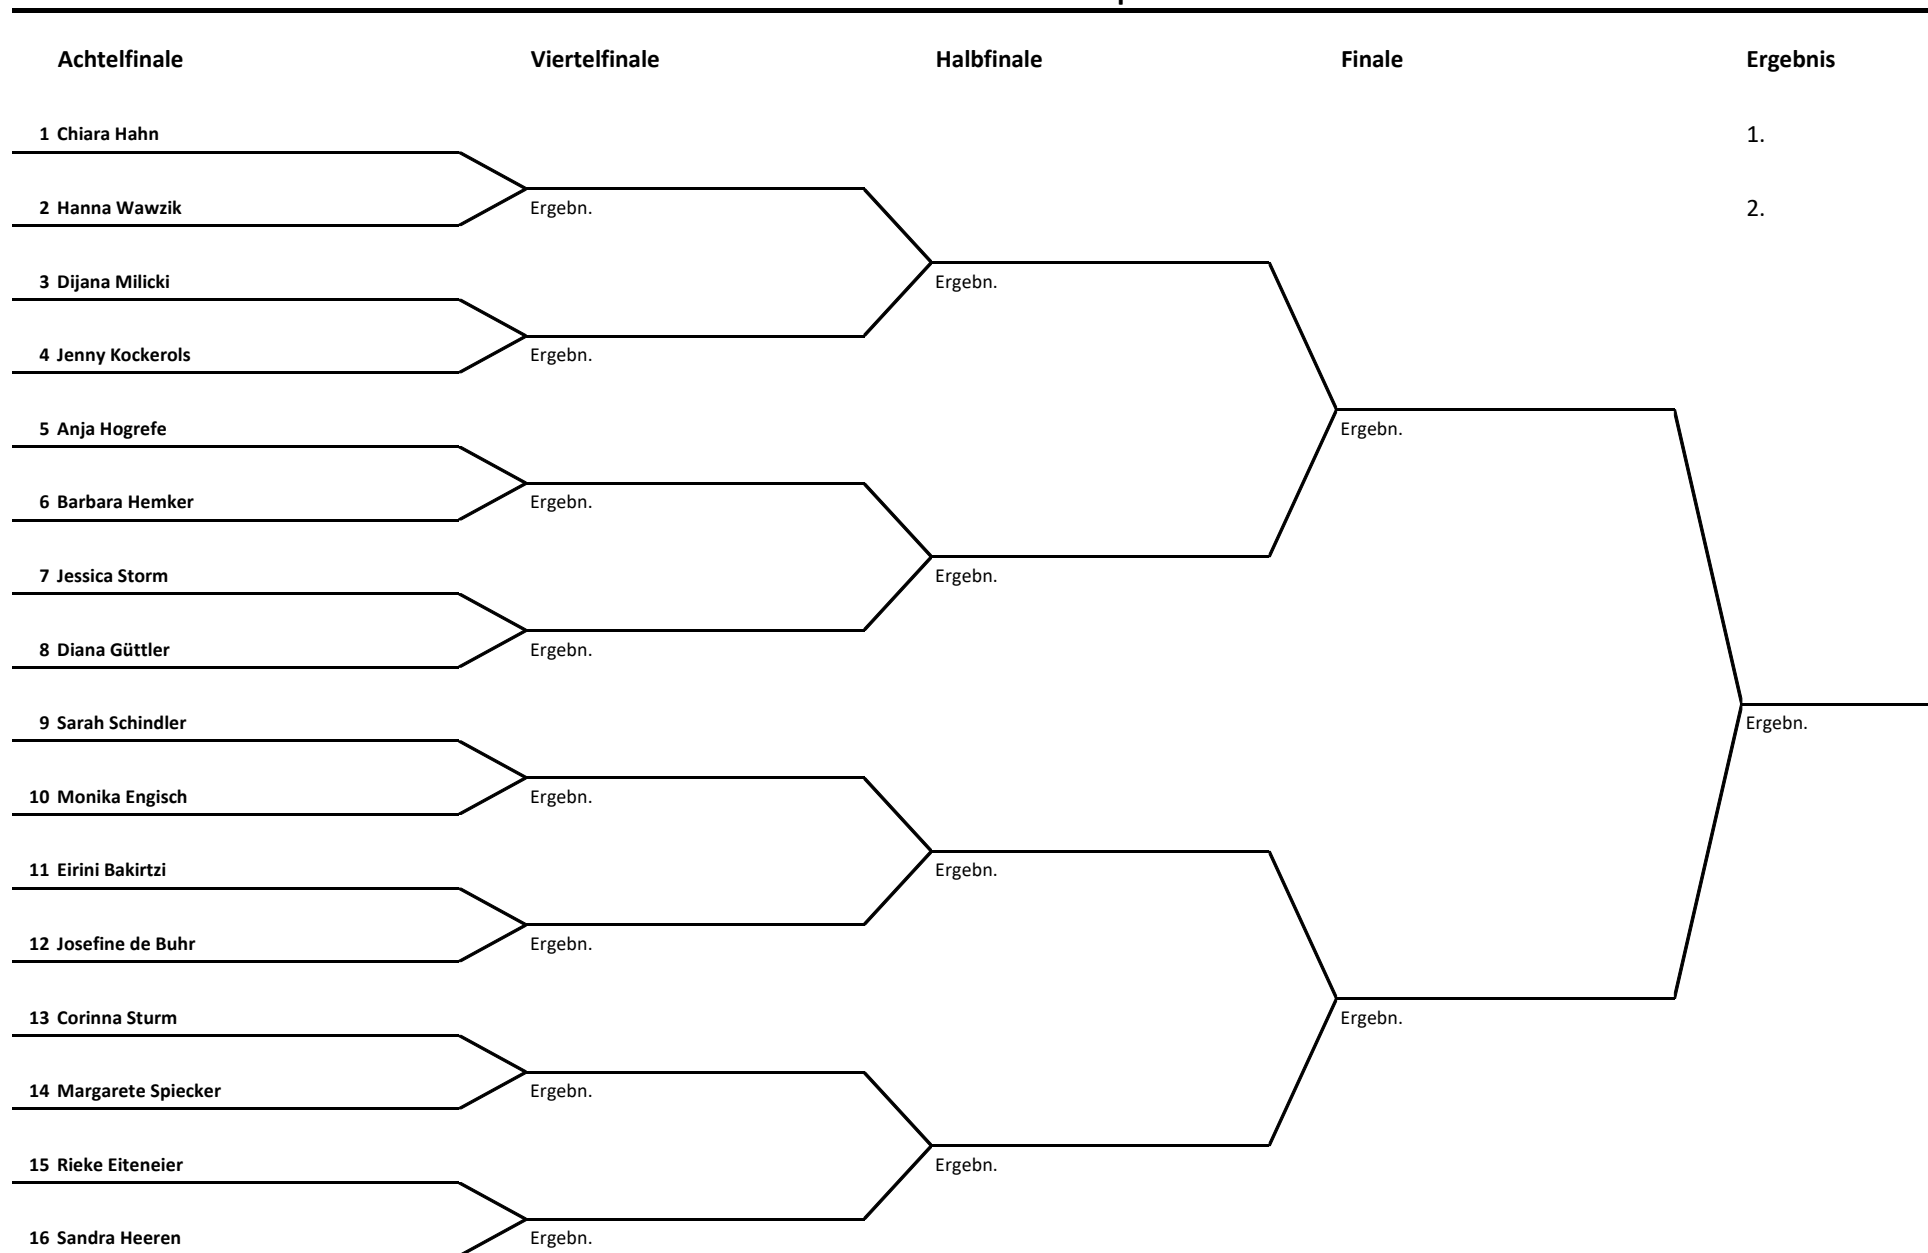 Achtelfinale Viertelfinale Halbfinale Finale Ergebnis
1 Chiara Hahn 1.
2 Hanna Wawzik Ergebn. 2.
3 Dijana Milicki Ergebn.
4 Jenny Kockerols Ergebn.
5 Anja Hogrefe Ergebn.
6 Barbara Hemker Ergebn.
7 Jessica Storm Ergebn.
8 Diana Güttler Ergebn.
9 Sarah Schindler Ergebn.
10 Monika Engisch Ergebn.
11 Eirini Bakirtzi Ergebn.
12 Josefine de Buhr Ergebn.
13 Corinna Sturm Ergebn.
14 Margarete Spiecker Ergebn.
15 Rieke Eiteneier Ergebn.
16 Sandra Heeren Ergebn.